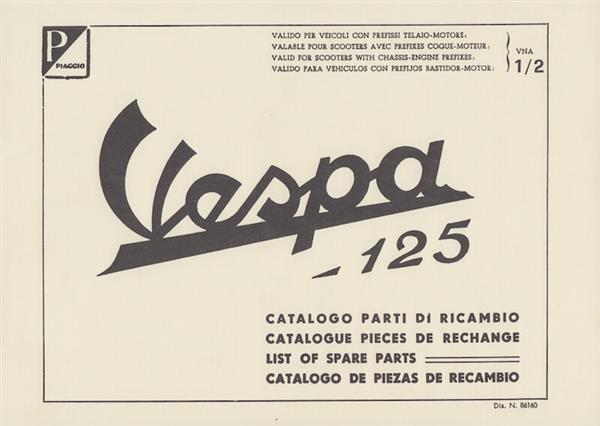 P
PIAGGIO
VALIDO PER VEICOLI CON PREFISSI TELAIO-MOTORE:
VALABLE POUR SCOOTERS AVEC PREFIXES COQUE-MOTEUR:
VALID FOR SCOOTERS WITH CHASSIS-ENGINE PREFIXES:
VALIDO PARA VEHICULOS CON PREFIJOS BASTIDOR-MOTOR:
VNA
1/2
Vespa
-125
CATALOGO PARTI DI RICAMBIO
CATALOGUE PIECES DE RECHANGE
LIST OF SPARE PARTS
CATALOGO DE PIEZAS DE RECAMBIO
Dis. N. 86160